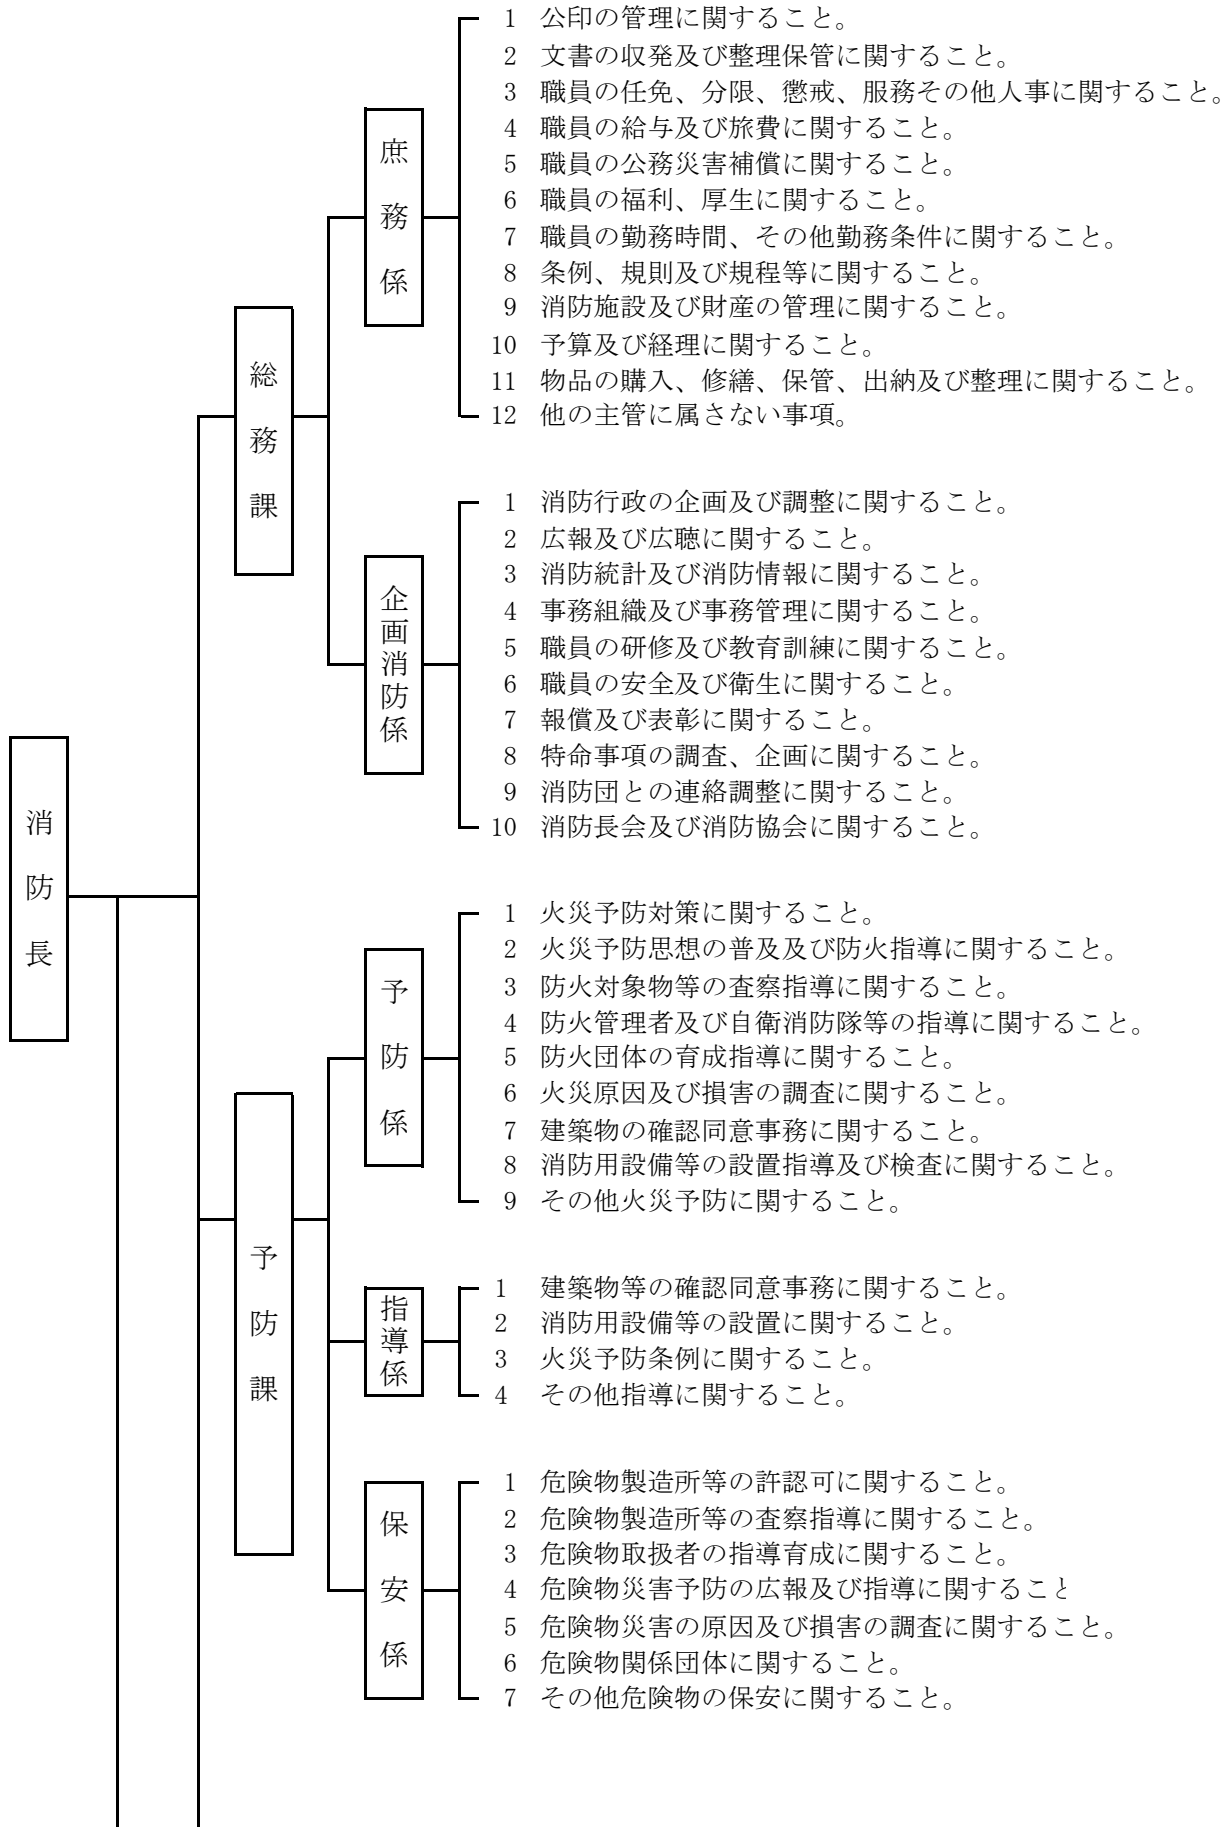 消防長
総務課
庶務係
1 公印の管理に関すること。
2 文書の収発及び整理保管に関すること。
3 職員の任免、分限、懲戒、服務その他人事に関すること。
4 職員の給与及び旅費に関すること。
5 職員の公務災害補償に関すること。
6 職員の福利、厚生に関すること。
7 職員の勤務時間、その他勤務条件に関すること。
8 条例、規則及び規程等に関すること。
9 消防施設及び財産の管理に関すること。
10 予算及び経理に関すること。
11 物品の購入、修繕、保管、出納及び整理に関すること。
12 他の主管に属さない事項。
企画消防係
1 消防行政の企画及び調整に関すること。
2 広報及び広聴に関すること。
3 消防統計及び消防情報に関すること。
4 事務組織及び事務管理に関すること。
5 職員の研修及び教育訓練に関すること。
6 職員の安全及び衛生に関すること。
7 報償及び表彰に関すること。
8 特命事項の調査、企画に関すること。
9 消防団との連絡調整に関すること。
10 消防長会及び消防協会に関すること。
予防課
予防係
1 火災予防対策に関すること。
2 火災予防思想の普及及び防火指導に関すること。
3 防火対象物等の査察指導に関すること。
4 防火管理者及び自衛消防隊等の指導に関すること。
5 防火団体の育成指導に関すること。
6 火災原因及び損害の調査に関すること。
7 建築物の確認同意事務に関すること。
8 消防用設備等の設置指導及び検査に関すること。
9 その他火災予防に関すること。
指導係
1 建築物等の確認同意事務に関すること。
2 消防用設備等の設置に関すること。
3 火災予防条例に関すること。
4 その他指導に関すること。
保安係
1 危険物製造所等の許認可に関すること。
2 危険物製造所等の査察指導に関すること。
3 危険物取扱者の指導育成に関すること。
4 危険物災害予防の広報及び指導に関すること
5 危険物災害の原因及び損害の調査に関すること。
6 危険物関係団体に関すること。
7 その他危険物の保安に関すること。